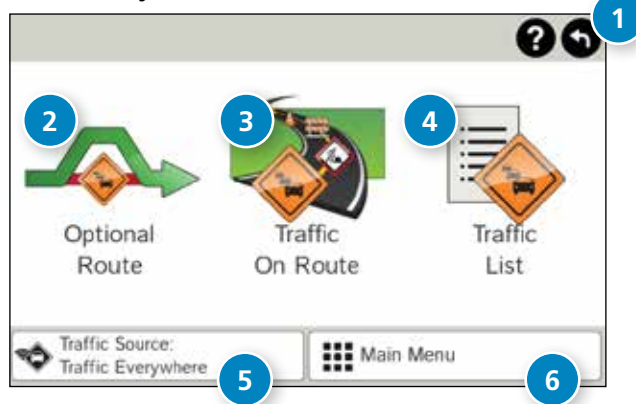 1
?
2
3
4
Optional
Route
Traffic
On Route
Traffic
List
Traffic Source:
Traffic Everywhere
5
Main Menu
6